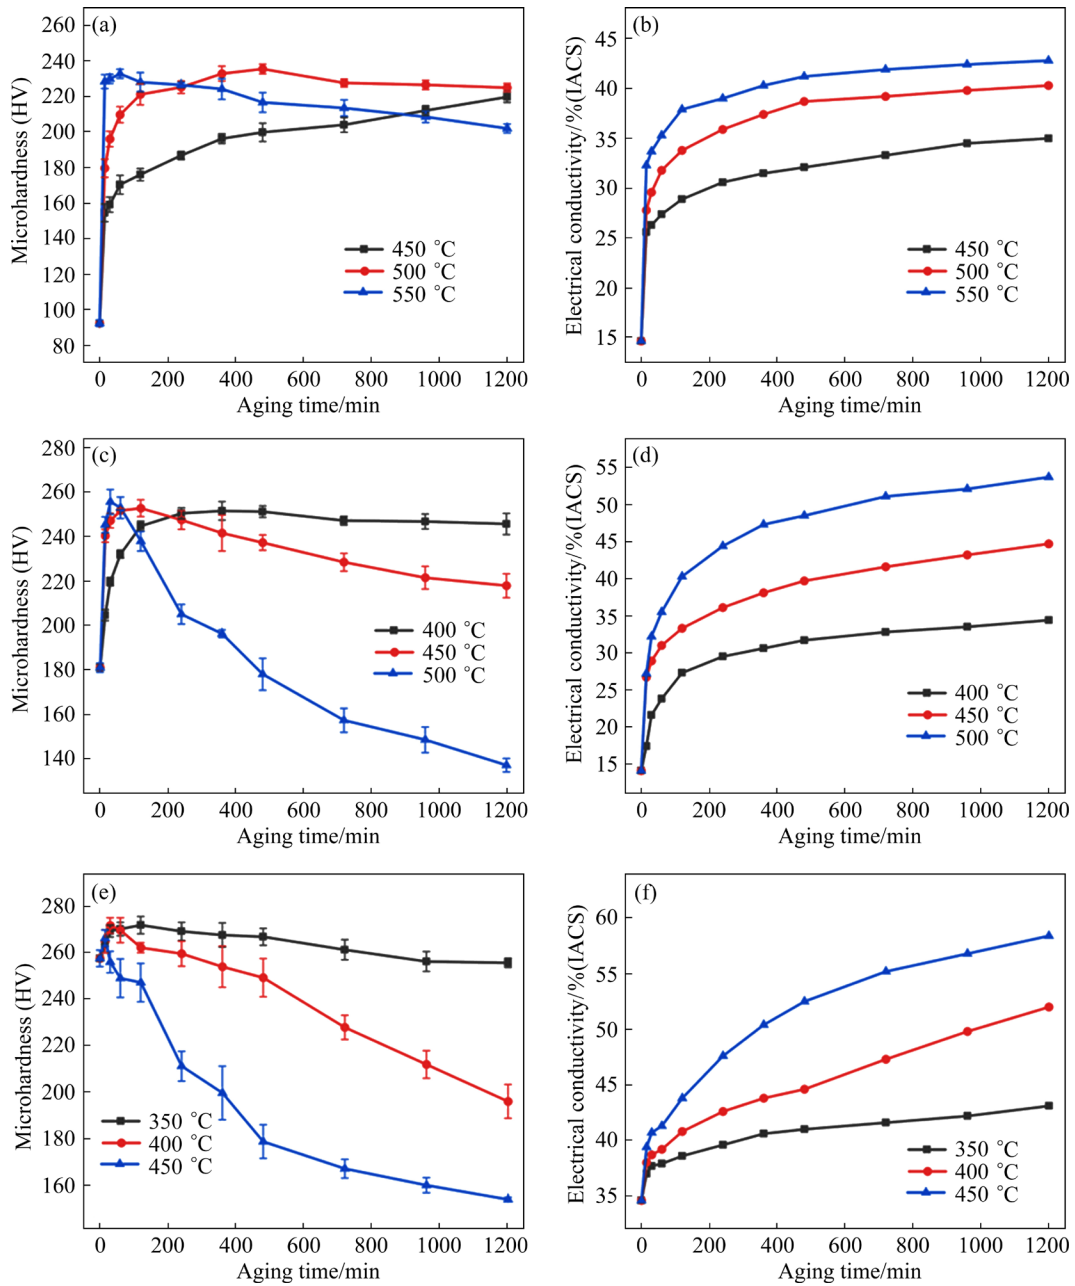 (a)
260
240
220
200
180
160
140
120
100
80
Microhardness (HV)
450 °C
500 °C
550 °C
0 200 400 600 800 1000 1200
Aging time/min
(b)
45
40
35
30
25
20
15
Electrical conductivity/%(IACS)
450 °C
500 °C
550 °C
0 200 400 600 800 1000 1200
Aging time/min
(c)
280
260
240
220
200
180
160
140
Microhardness (HV)
400 °C
450 °C
500 °C
0 200 400 600 800 1000 1200
Aging time/min
(d)
55
50
45
40
35
30
25
20
15
Electrical conductivity/%(IACS)
400 °C
450 °C
500 °C
0 200 400 600 800 1000 1200
Aging time/min
(e)
280
260
240
220
200
180
160
Microhardness (HV)
350 °C
400 °C
450 °C
0 200 400 600 800 1000 1200
Aging time/min
(f)
60
55
50
45
40
35
Electrical conductivity/%(IACS)
350 °C
400 °C
450 °C
0 200 400 600 800 1000 1200
Aging time/min